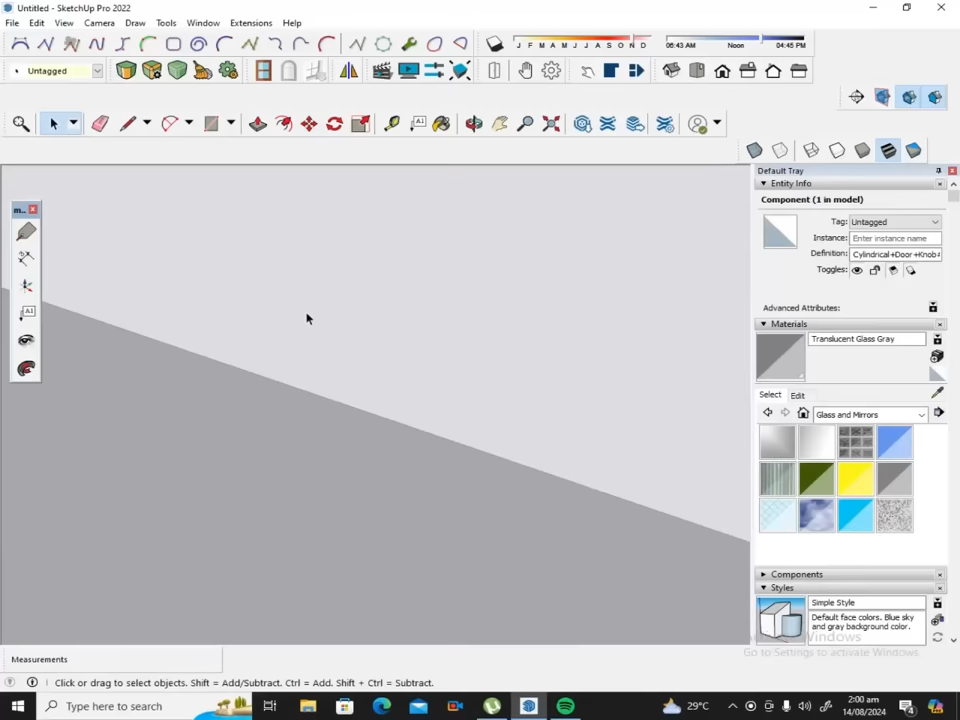 Untitled - SketchUp Pro 2022
File Edit View Camera Draw Tools Window Extensions Help
J F M A M J J A S O N D 06:43 AM Noon 04:45 PM
Untagged
A1
Default Tray
Entity Info
m...
Component (1 in model)
Tag: Untagged
Instance: Enter instance name
Definition: Cylindrical+Door+Knob#
Toggles:
A1
Advanced Attributes:
Materials
Translucent Glass Gray
Select Edit
Glass and Mirrors
Components
Styles
Simple Style
Default face colors. Blue sky
and gray background color.
Activate Windows
Go to Settings to activate Windows.
Measurements
Click or drag to select objects. Shift = Add/Subtract. Ctrl = Add. Shift + Ctrl = Subtract.
Type here to search
29°C
2:00 am
14/08/2024
4